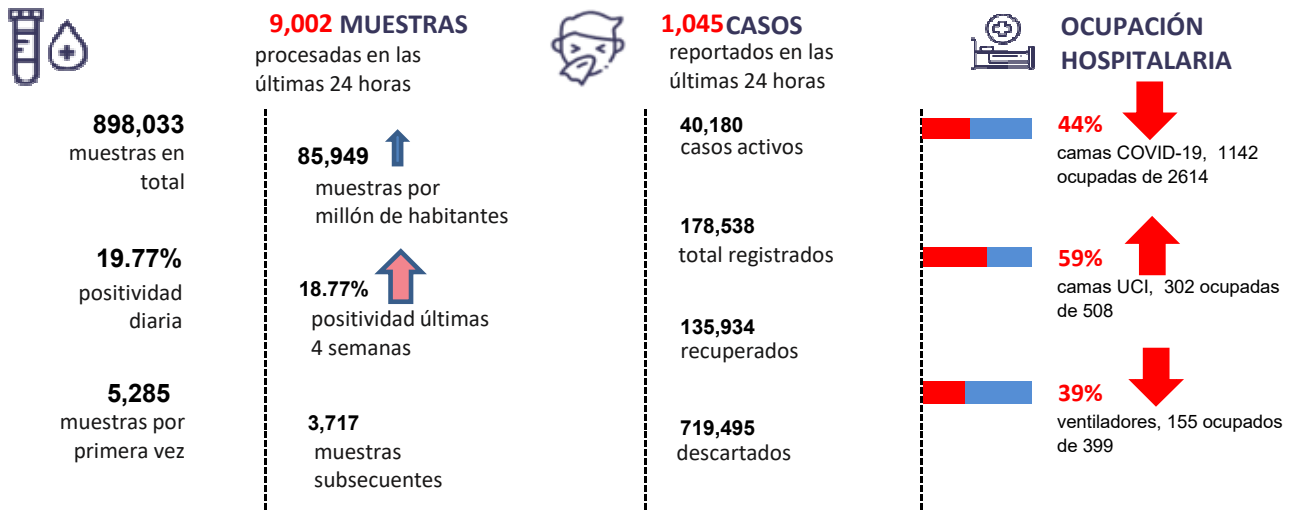 9,002 MUESTRAS
procesadas en las
últimas 24 horas
898,033
muestras en
total
85,949
muestras por
millón de habitantes
19.77%
positividad
diaria
18.77%
positividad últimas
4 semanas
5,285
muestras por
primera vez
3,717
muestras
subsecuentes
1,045 CASOS
reportados en las
últimas 24 horas
40,180
casos activos
178,538
total registrados
135,934
recuperados
719,495
descartados
OCUPACIÓN
HOSPITALARIA
44%
camas COVID-19, 1142
ocupadas de 2614
59%
camas UCI, 302 ocupadas
de 508
39%
ventiladores, 155 ocupados
de 399